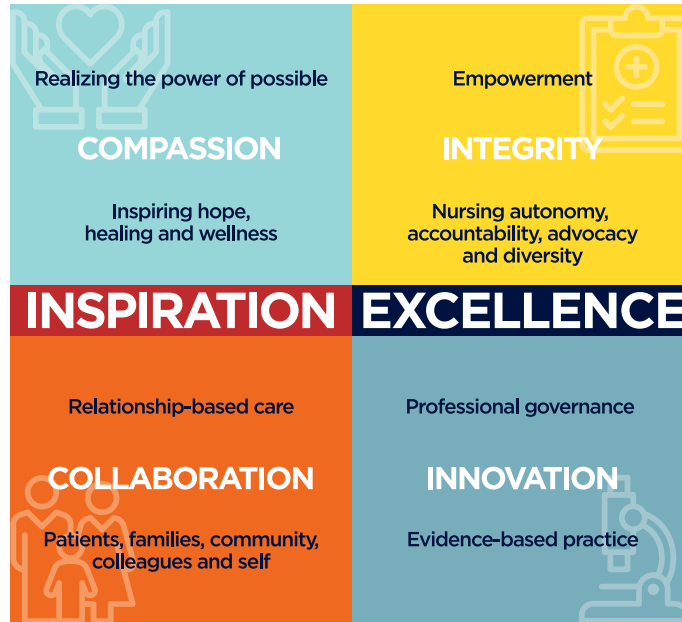 Realizing the power of possible
COMPASSION
Inspiring hope,
healing and wellness
Empowerment
INTEGRITY
Nursing autonomy,
accountability, advocacy
and diversity
INSPIRATION EXCELLENCE
Relationship-based care
COLLABORATION
Patients, families, community,
colleagues and self
Professional governance
INNOVATION
Evidence-based practice